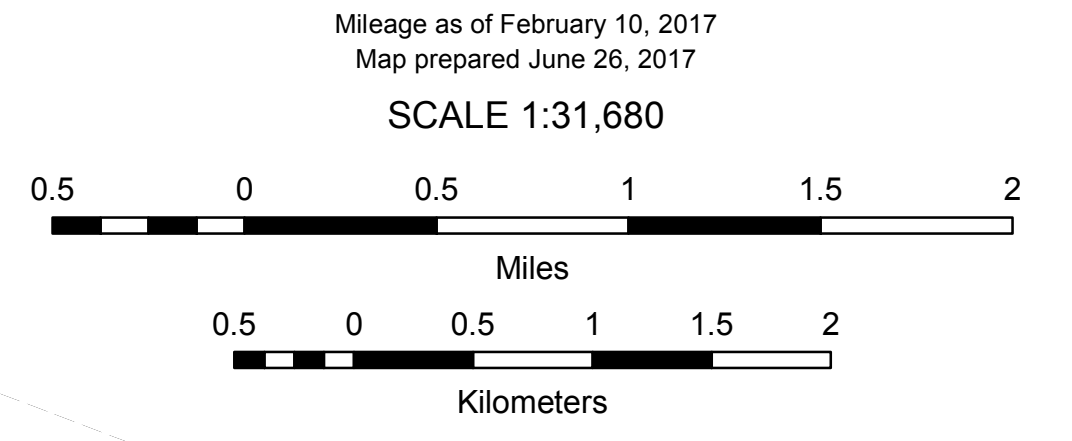 Mileage as of February 10, 2017
Map prepared June 26, 2017
SCALE 1:31,680
0.5 0 0.5 1 1.5 2
Miles
0.5 0 0.5 1 1.5 2
Kilometers